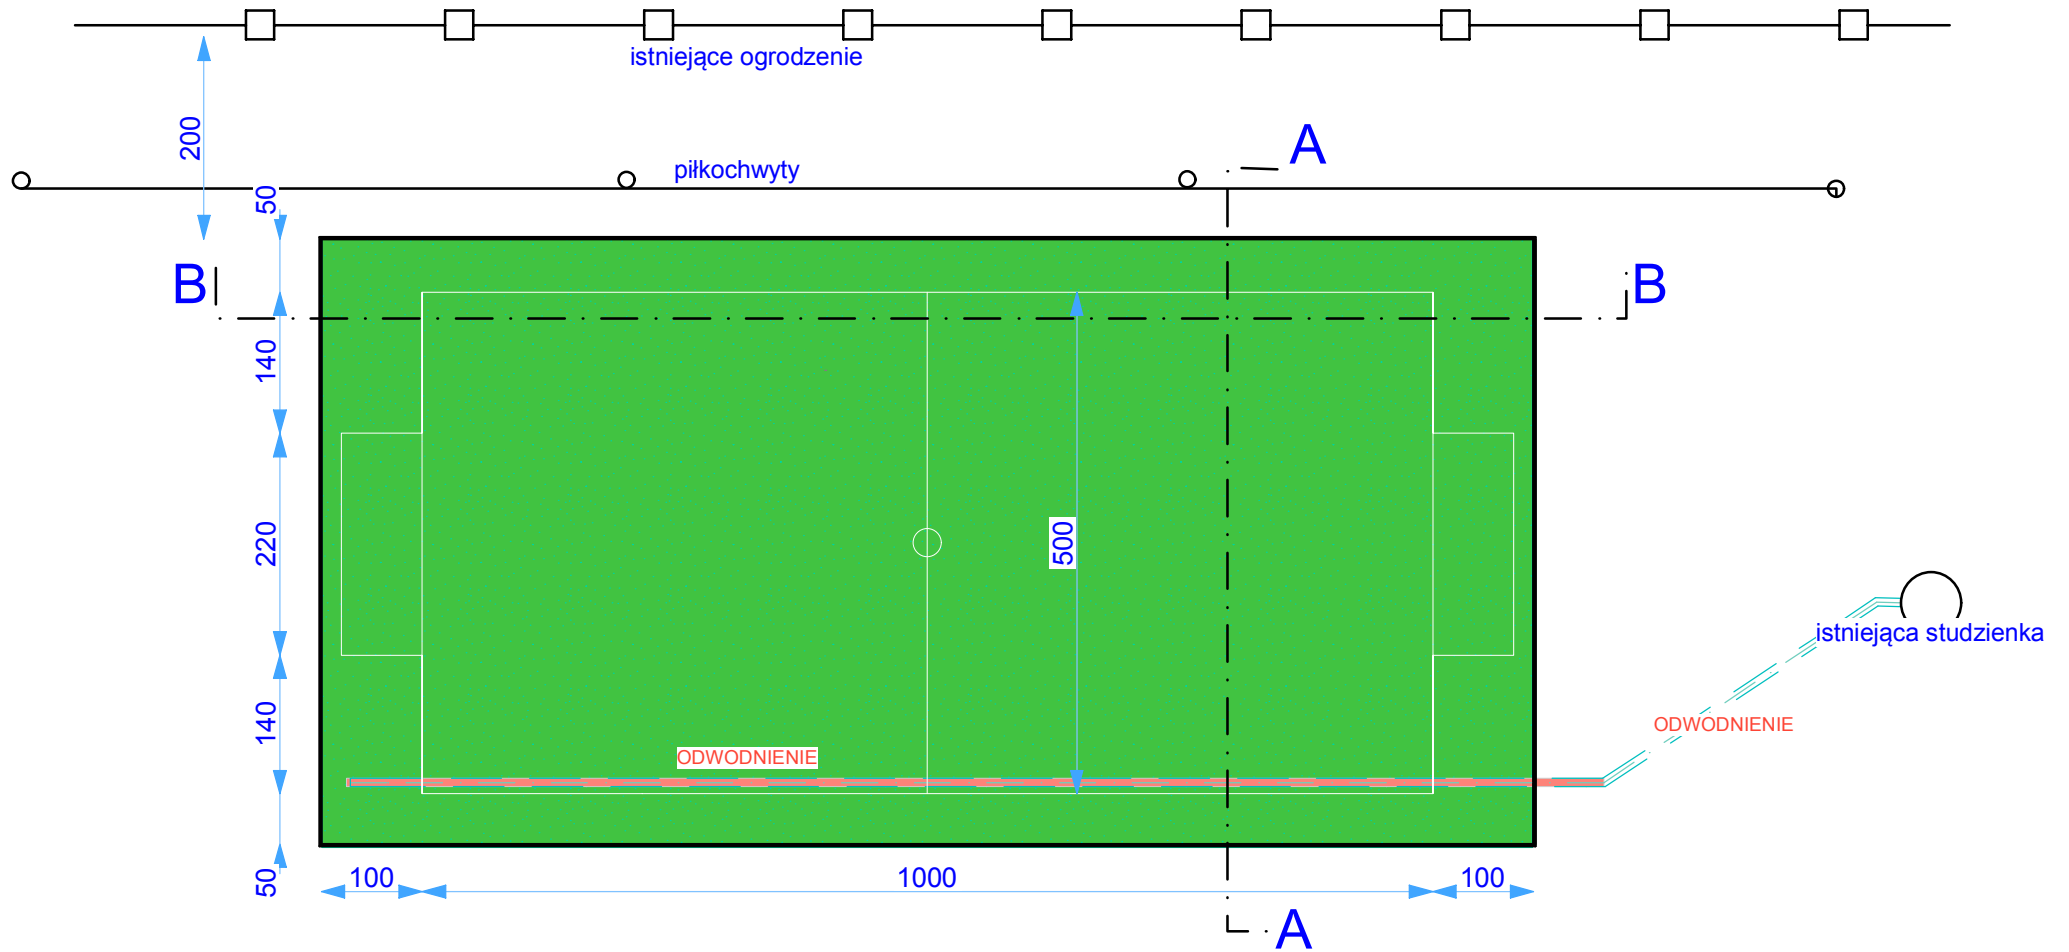 istniejące ogrodzenie
200
A
piłkochwyty
50
B
B
140
220
500
istniejąca studzienka
140
ODWODNIENIE
ODWODNIENIE
50
100
1000
100
A